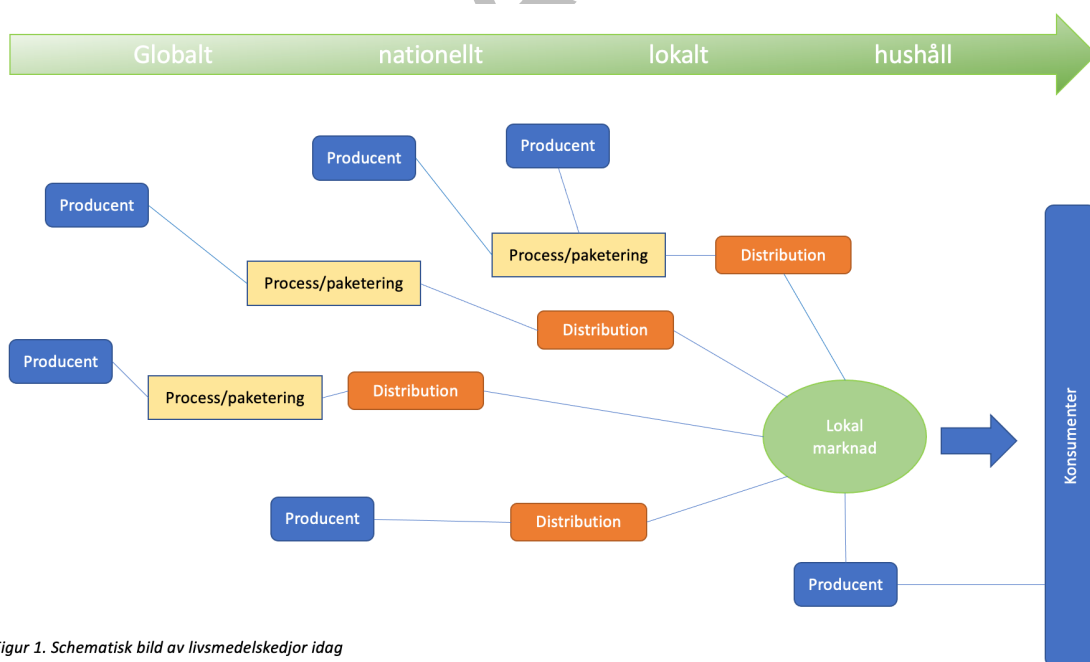 Globalt nationellt lokalt hushåll
Producent
Producent
Producent
Process/paketering
Distribution
Process/paketering
Distribution
Producent
Process/paketering
Distribution
Lokal
marknad
Konsumenter
Producent
Distribution
Producent
igur 1. Schematisk bild av livsmedelskedjor idag